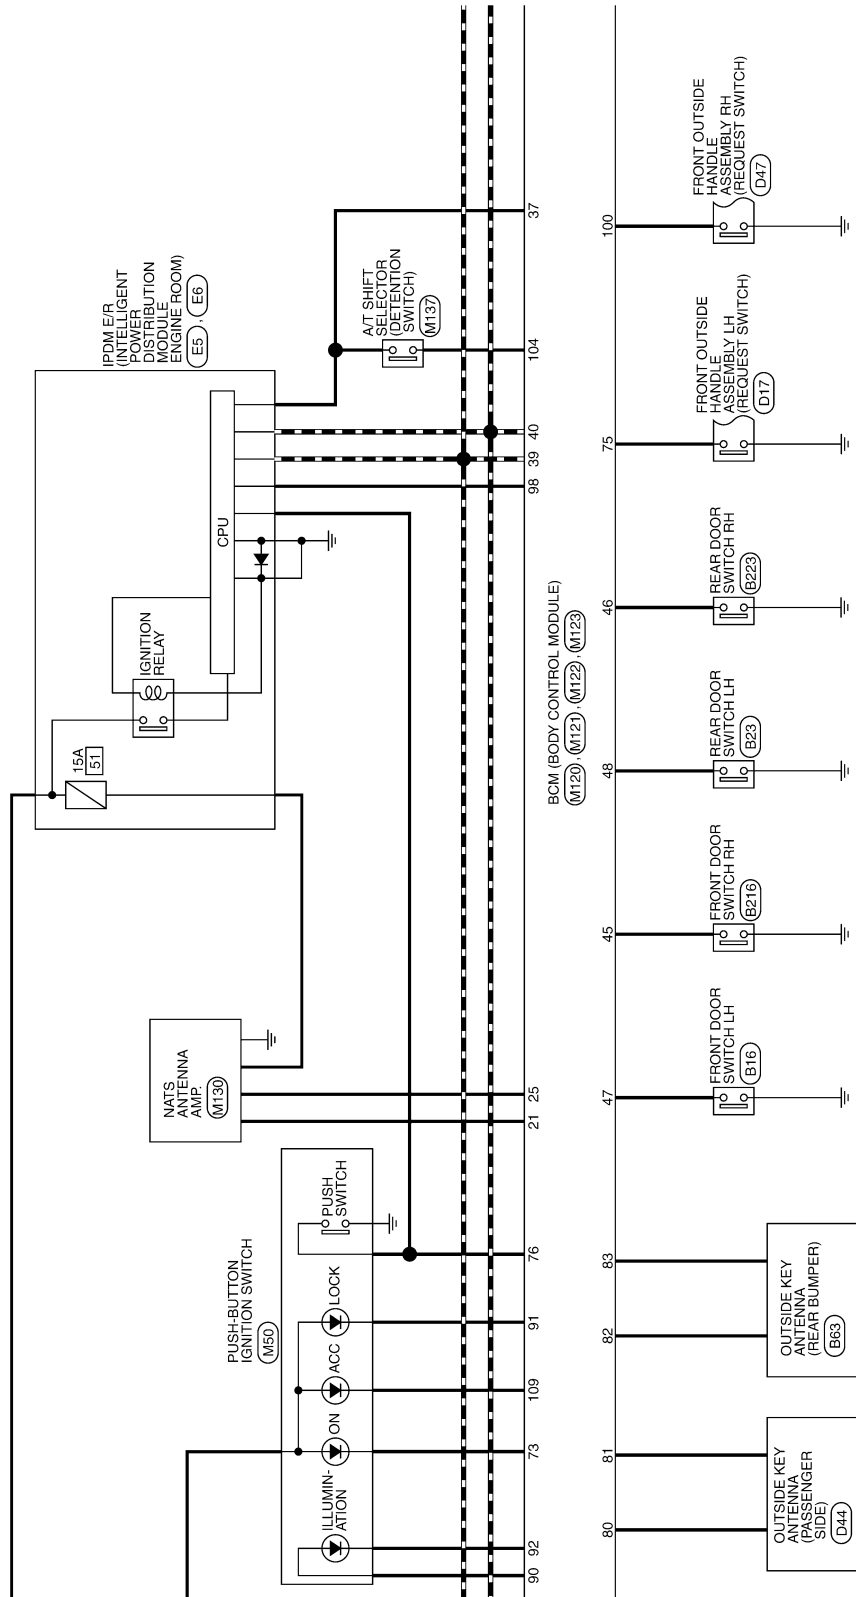 IPDM E/R
(INTELLIGENT
POWER
DISTRIBUTION
MODULE
ENGINE ROOM)
E5 , E6
15A
51
IGNITION
RELAY
CPU
A/T SHIFT
SELECTOR
(DETENTION
SWITCH)
M137
NATS
ANTENNA
AMP.
M130
PUSH-BUTTON
IGNITION SWITCH
M50
ILLUMIN-
ATION
ON
ACC
LOCK
PUSH
SWITCH
90
92
73
109
91
76
21
25
98
39
40
104
37
BCM (BODY CONTROL MODULE)
M120 , M121 , M122 , M123
80
81
82
83
47
45
48
46
75
100
OUTSIDE KEY
ANTENNA
(PASSENGER
SIDE)
D44
OUTSIDE KEY
ANTENNA
(REAR BUMPER)
B63
FRONT DOOR
SWITCH LH
B16
FRONT DOOR
SWITCH RH
B216
REAR DOOR
SWITCH LH
B23
REAR DOOR
SWITCH RH
B223
FRONT OUTSIDE
HANDLE
ASSEMBLY LH
(REQUEST SWITCH)
D17
FRONT OUTSIDE
HANDLE
ASSEMBLY RH
(REQUEST SWITCH)
D47